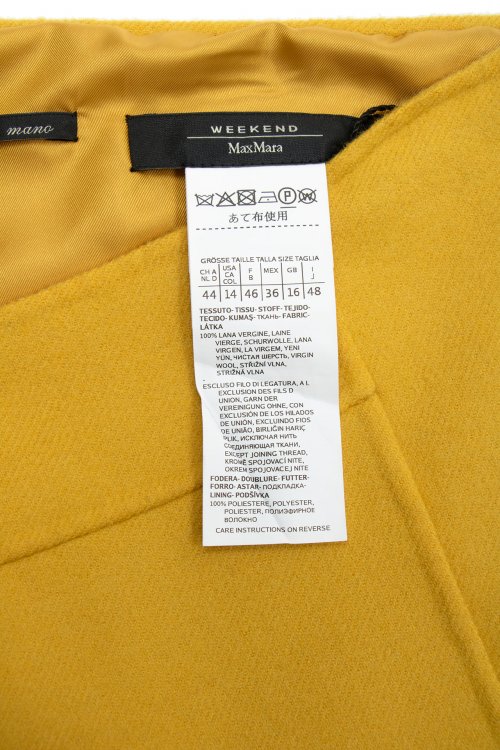 mano
WEEKEND
MaxMara
P W
あて布使用
GRÖSSE TAILLE TALLA SIZE TAGLIA
CH A NL D USA CA COL F B MEX GB I J
44 14 46 36 16 48
TESSUTO- TISSU- STOFF- TEJIDO-
TECIDO- KUMAŞ- ТКАНЬ- FABRIC-
LÁTKA
100% LANA VERGINE, LAINE
VIERGE, SCHURWOLLE, LANA
VIRGEN, LA VIRGEM, YENI
YÜN, ЧИСТАЯ ШЕРСТЬ, VIRGIN
WOOL, STŘIŽNÍ VLNA,
STRIŽNÁ VLNA
ESCLUSO FILO DI LEGATURA, A L
EXCLUSION DES FILS D
UNION, GARN DER
VEREINIGUNG OHNE, CON
EXCLUSION DE LOS HILADOS
DE UNIÓN, EXCLUINDO FIOS
DE UNIÃO, BIRLIĞIN HARIÇ
PLIK, ИСКЛЮЧАЯ НИТЬ
СОЕДИНЯЮЩАЯ ТКАНИ,
EXCEPT JOINING THREAD,
KROMĚ SPOJOVACÍ NITE,
OKREM SPOJOVACEJ NITE
FODERA- DOUBLURE- FUTTER-
FORRO- ASTAR- ПОДКЛАДКА-
LINING- PODŠÍVKA
100% POLIESTERE, POLYESTER,
POLIESTER, ПОЛИЭФИРНОЕ
ВОЛОКНО
CARE INSTRUCTIONS ON REVERSE